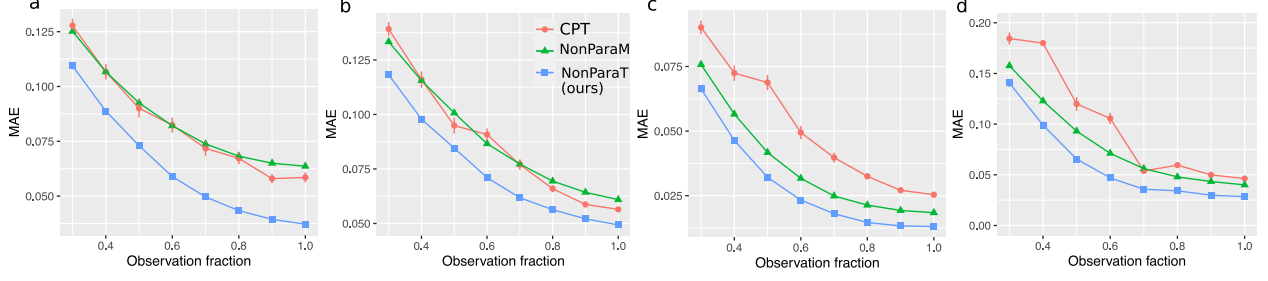 a
MAE
0.125
0.100
0.075
0.050
0.4 0.6 0.8 1.0
Observation fraction
b
MAE
0.125
0.100
0.075
0.050
CPT
NonParaM
NonParaT
(ours)
0.4 0.6 0.8 1.0
Observation fraction
c
MAE
0.075
0.050
0.025
0.4 0.6 0.8 1.0
Observation fraction
d
MAE
0.20
0.15
0.10
0.05
0.00
0.4 0.6 0.8 1.0
Observation faction